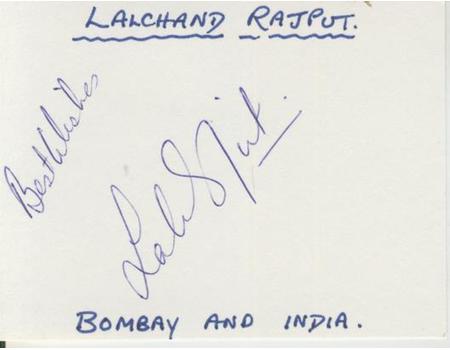 LALCHAND RAJPUT.
Best Wishes
BOMBAY AND INDIA.